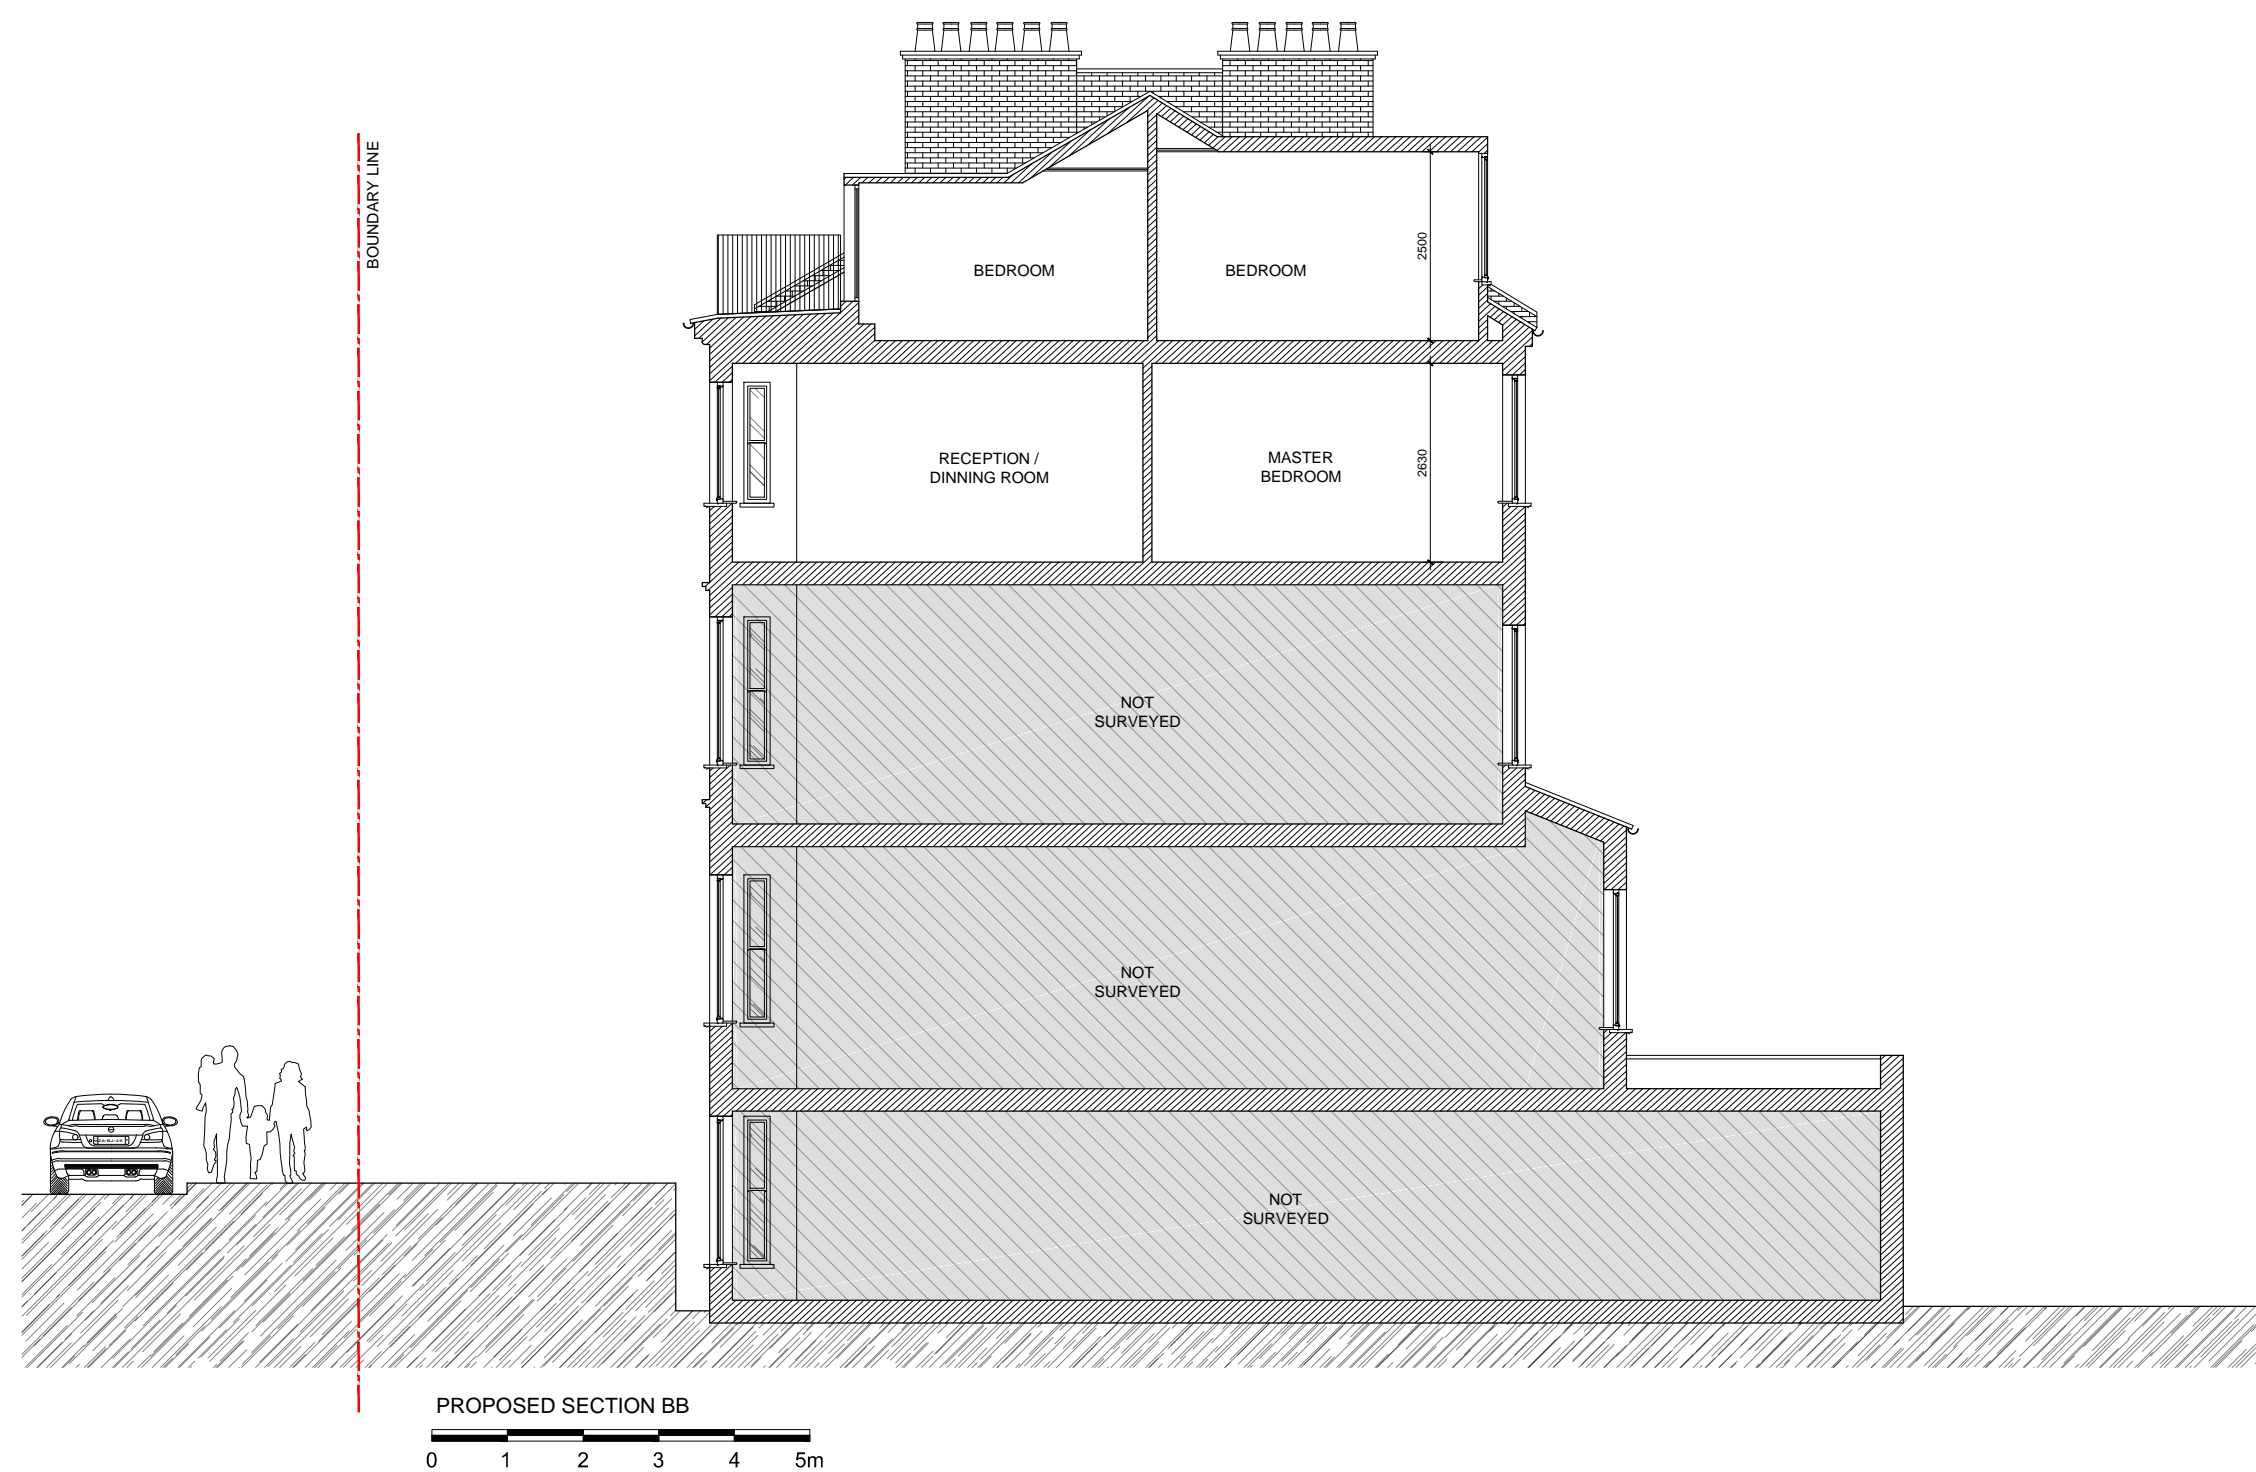 BOUNDARY LINE
BEDROOM
BEDROOM
2500
RECEPTION /
DINNING ROOM
MASTER
BEDROOM
2630
NOT
SURVEYED
NOT
SURVEYED
NOT
SURVEYED
PROPOSED SECTION BB
0 1 2 3 4 5m